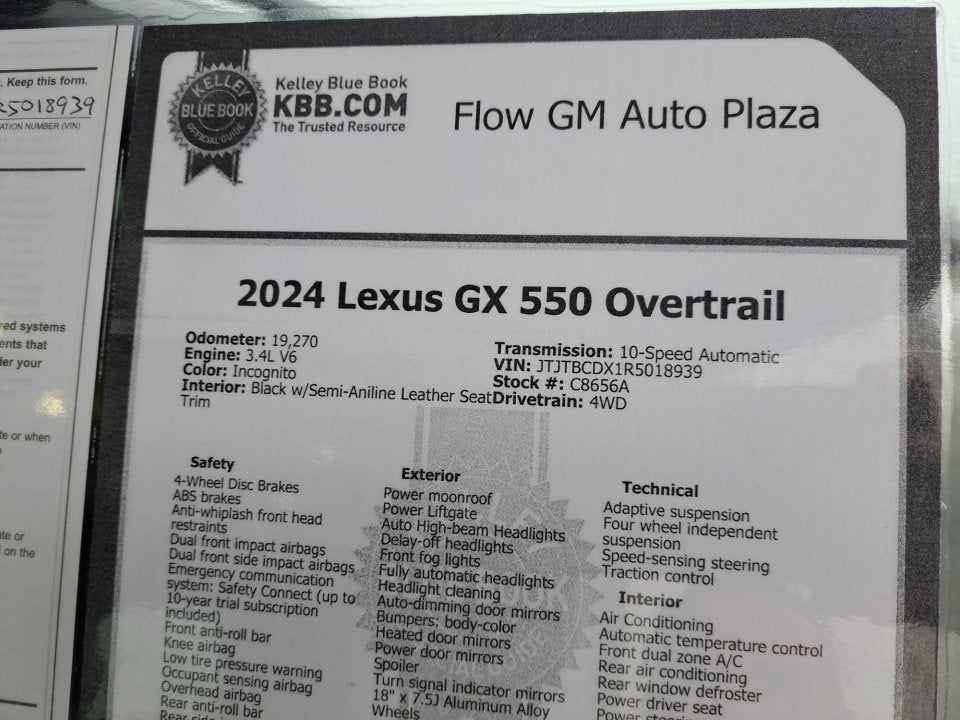 . Keep this form.
R5018939
ATION NUMBER (VIN)
red systems
ents that
der your
te or when
te or
on the
KELLEY
BLUE BOOK
OFFICIAL GUIDE
Kelley Blue Book
KBB.COM
The Trusted Resource
Flow GM Auto Plaza
2024 Lexus GX 550 Overtrail
Odometer: 19,270
Engine: 3.4L V6
Color: Incognito
Interior: Black w/Semi-Aniline Leather Seat
Trim
Transmission: 10-Speed Automatic
VIN: JTJTBCDX1R5018939
Stock #: C8656A
Drivetrain: 4WD
Safety
4-Wheel Disc Brakes
ABS brakes
Anti-whiplash front head
restraints
Dual front impact airbags
Dual front side impact airbags
Emergency communication
system: Safety Connect (up to
10-year trial subscription
included)
Front anti-roll bar
Knee airbag
Low tire pressure warning
Occupant sensing airbag
Overhead airbag
Rear anti-roll bar
Exterior
Power moonroof
Power Liftgate
Auto High-beam Headlights
Delay-off headlights
Front fog lights
Fully automatic headlights
Headlight cleaning
Auto-dimming door mirrors
Bumpers: body-color
Heated door mirrors
Power door mirrors
Spoiler
Turn signal indicator mirrors
18" x 7.5J Aluminum Alloy
Wheels
Technical
Adaptive suspension
Four wheel independent
suspension
Speed-sensing steering
Traction control
Interior
Air Conditioning
Automatic temperature control
Front dual zone A/C
Rear air conditioning
Rear window defroster
Power driver seat
Power steering